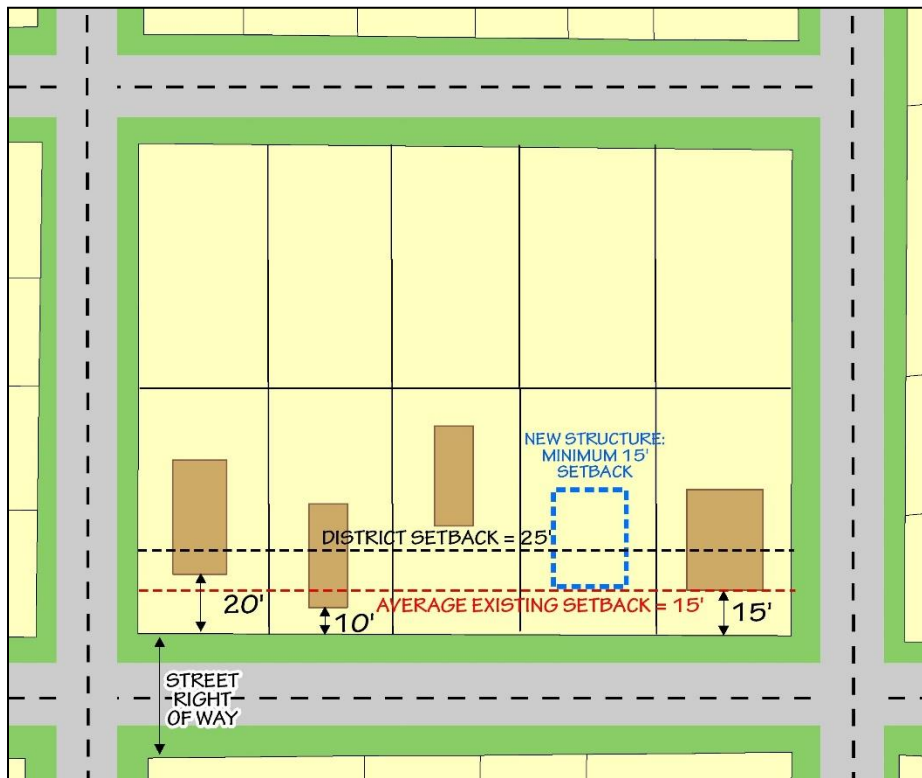 NEW STRUCTURE:
MINIMUM 15'
SETBACK
DISTRICT SETBACK = 25'
20'
10'
AVERAGE EXISTING SETBACK = 15'
15'
STREET
RIGHT
OF WAY